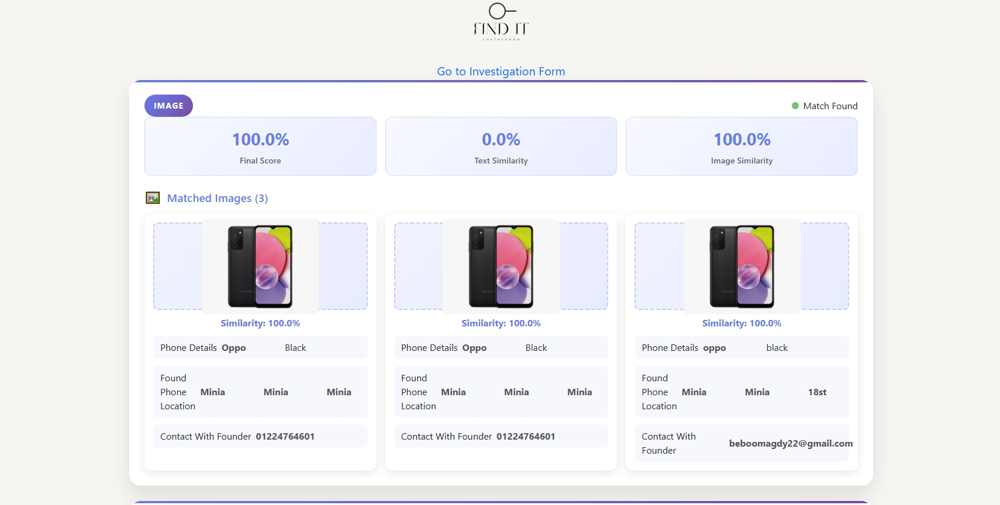 FIND IT
LOST&FOUND
Go to Investigation Form
IMAGE
Match Found
100.0%
Final Score
0.0%
Text Similarity
100.0%
Image Similarity
Matched Images (3)
Similarity: 100.0%
Phone Details Oppo Black
Found
Phone Minia Minia Minia
Location
Contact With Founder 01224764601
Similarity: 100.0%
Phone Details Oppo Black
Found
Phone Minia Minia Minia
Location
Contact With Founder 01224764601
Similarity: 100.0%
Phone Details oppo black
Found
Phone Minia Minia 18st
Location
Contact With
Founder
beboomagdy22@gmail.com